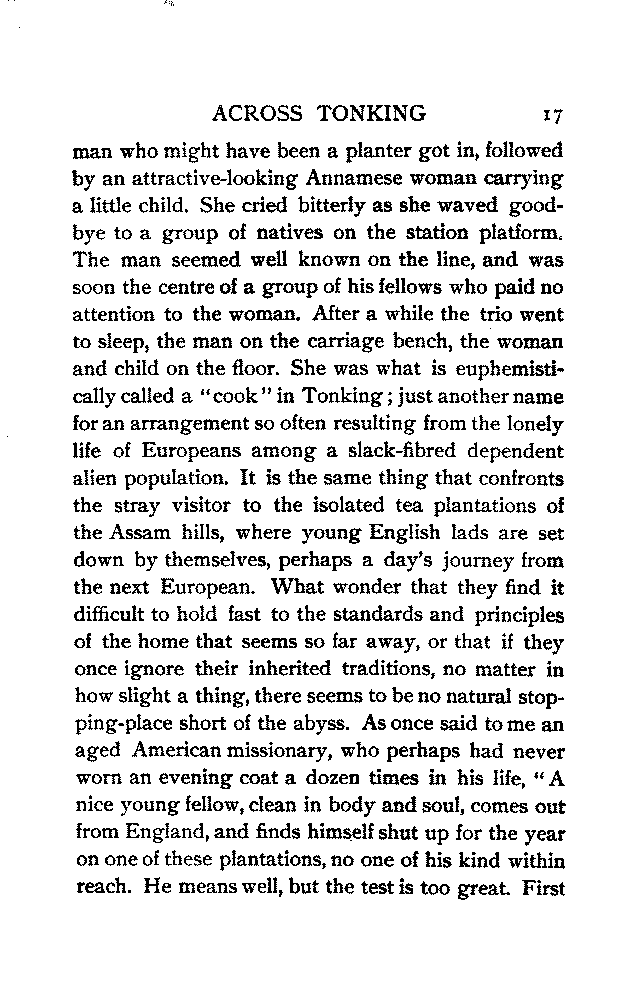 ACROSS TONKING 17
man who might have been a planter got in, followed
by an attractive-looking Annamese woman carrying
a little child. She cried bitterly as she waved good-
bye to a group of natives on the station platform.
The man seemed well known on the line, and was
soon the centre of a group of his fellows who paid no
attention to the woman. After a while the trio went
to sleep, the man on the carriage bench, the woman
and child on the floor. She was what is euphemisti-
cally called a "cook" in Tonking; just another name
for an arrangement so often resulting from the lonely
life of Europeans among a slack-fibred dependent
alien population. It is the same thing that confronts
the stray visitor to the isolated tea plantations of
the Assam hills, where young English lads are set
down by themselves, perhaps a day's journey from
the next European. What wonder that they find it
difficult to hold fast to the standards and principles
of the home that seems so far away, or that if they
once ignore their inherited traditions, no matter in
how slight a thing, there seems to be no natural stop-
ping-place short of the abyss. As once said to me an
aged American missionary, who perhaps had never
worn an evening coat a dozen times in his life, "A
nice young fellow, clean in body and soul, comes out
from England, and finds himself shut up for the year
on one of these plantations, no one of his kind within
reach. He means well, but the test is too great. First